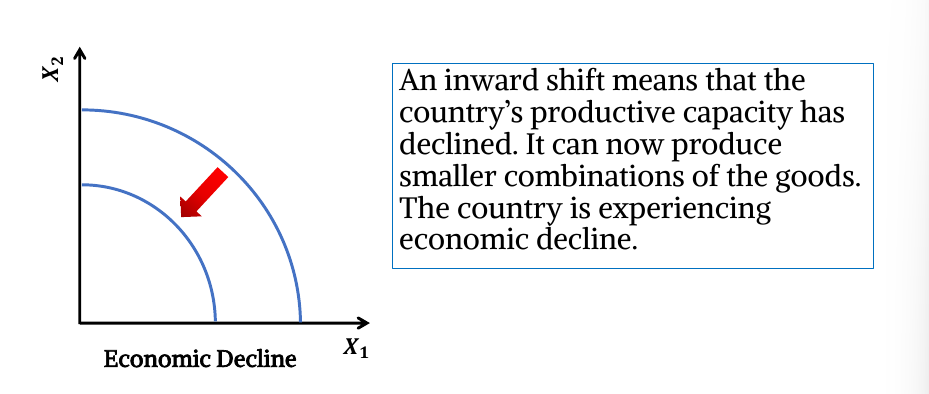 X₂
An inward shift means that the
country’s productive capacity has
declined. It can now produce
smaller combinations of the goods.
The country is experiencing
economic decline.
X₁
Economic Decline